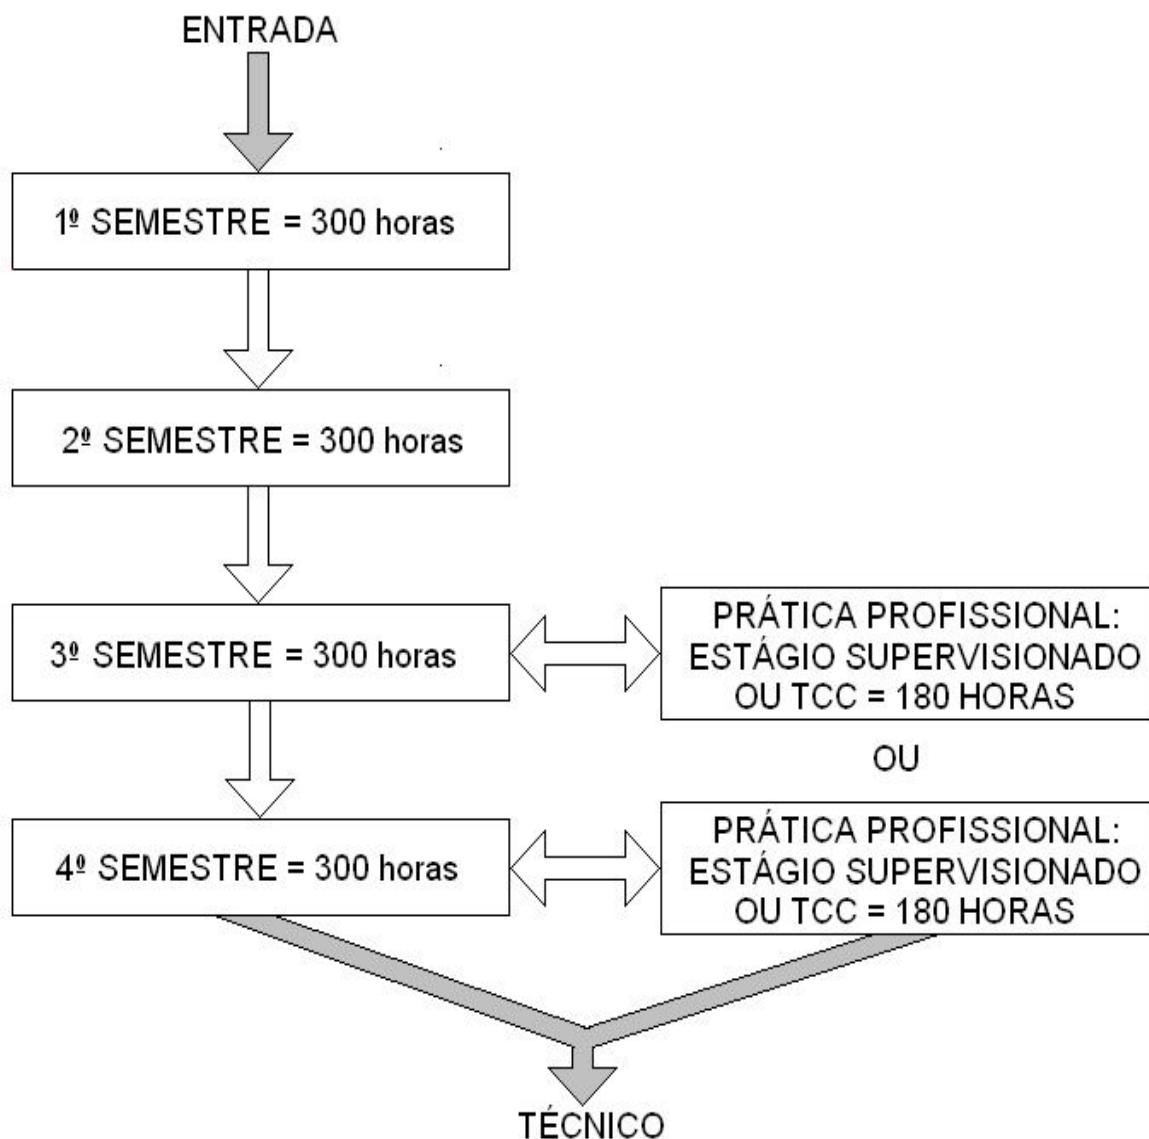 ENTRADA
1º SEMESTRE = 300 horas
2º SEMESTRE = 300 horas
3º SEMESTRE = 300 horas
PRÁTICA PROFISSIONAL:
ESTÁGIO SUPERVISIONADO
OU TCC = 180 HORAS
OU
4º SEMESTRE = 300 horas
PRÁTICA PROFISSIONAL:
ESTÁGIO SUPERVISIONADO
OU TCC = 180 HORAS
TÉCNICO